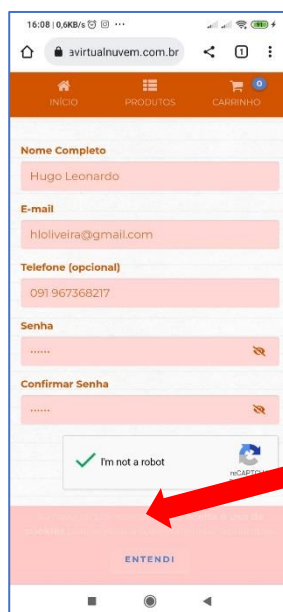 16:08 | 0,6KB/s
avirtualnuvem.com.br
1
INÍCIO
PRODUTOS
CARRINHO
0
Nome Completo
Hugo Leonardo
E-mail
hloliveira@gmail.com
Telefone (opcional)
091 967368217
Senha
Confirmar Senha
I'm not a robot
reCAPTCHA
ENTENDI